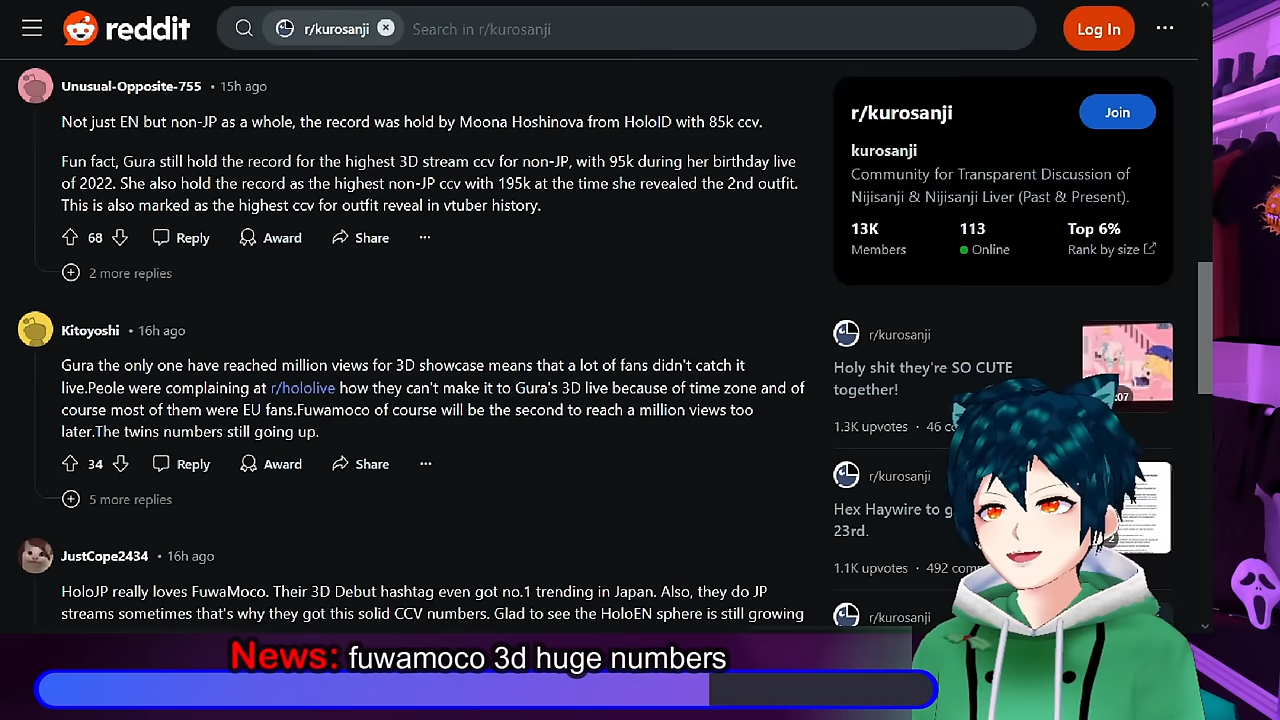 reddit
r/kurosanji
Search in r/kurosanji
Log In
Unusual-Opposite-755 • 15h ago
Not just EN but non-JP as a whole, the record was hold by Moona Hoshinova from HoloID with 85k ccv.
Fun fact, Gura still hold the record for the highest 3D stream ccv for non-JP, with 95k during her birthday live
of 2022. She also hold the record as the highest non-JP ccv with 195k at the time she revealed the 2nd outfit.
This is also marked as the highest ccv for outfit reveal in vtuber history.
68 Reply Award Share
2 more replies
Kitoyoshi • 16h ago
Gura the only one have reached million views for 3D showcase means that a lot of fans didn't catch it
live.Peole were complaining at r/hololive how they can't make it to Gura's 3D live because of time zone and of
course most of them were EU fans.Fuwamoco of course will be the second to reach a million views too
later.The twins numbers still going up.
34 Reply Award Share
5 more replies
JustCope2434 • 16h ago
HoloJP really loves FuwaMoco. Their 3D Debut hashtag even got no.1 trending in Japan. Also, they do JP
streams sometimes that's why they got this solid CCV numbers. Glad to see the HoloEN sphere is still growing
r/kurosanji
Join
kurosanji
Community for Transparent Discussion of
Nijisanji & Nijisanji Liver (Past & Present).
13K 113 Top 6%
Members Online Rank by size
r/kurosanji
Holy shit they're SO CUTE
together!
:07
1.3K upvotes • 46 co
r/kurosanji
Hex Haywire to g
23rd.
1.1K upvotes • 492 com
r/kurosanji
News: fuwamoco 3d huge numbers